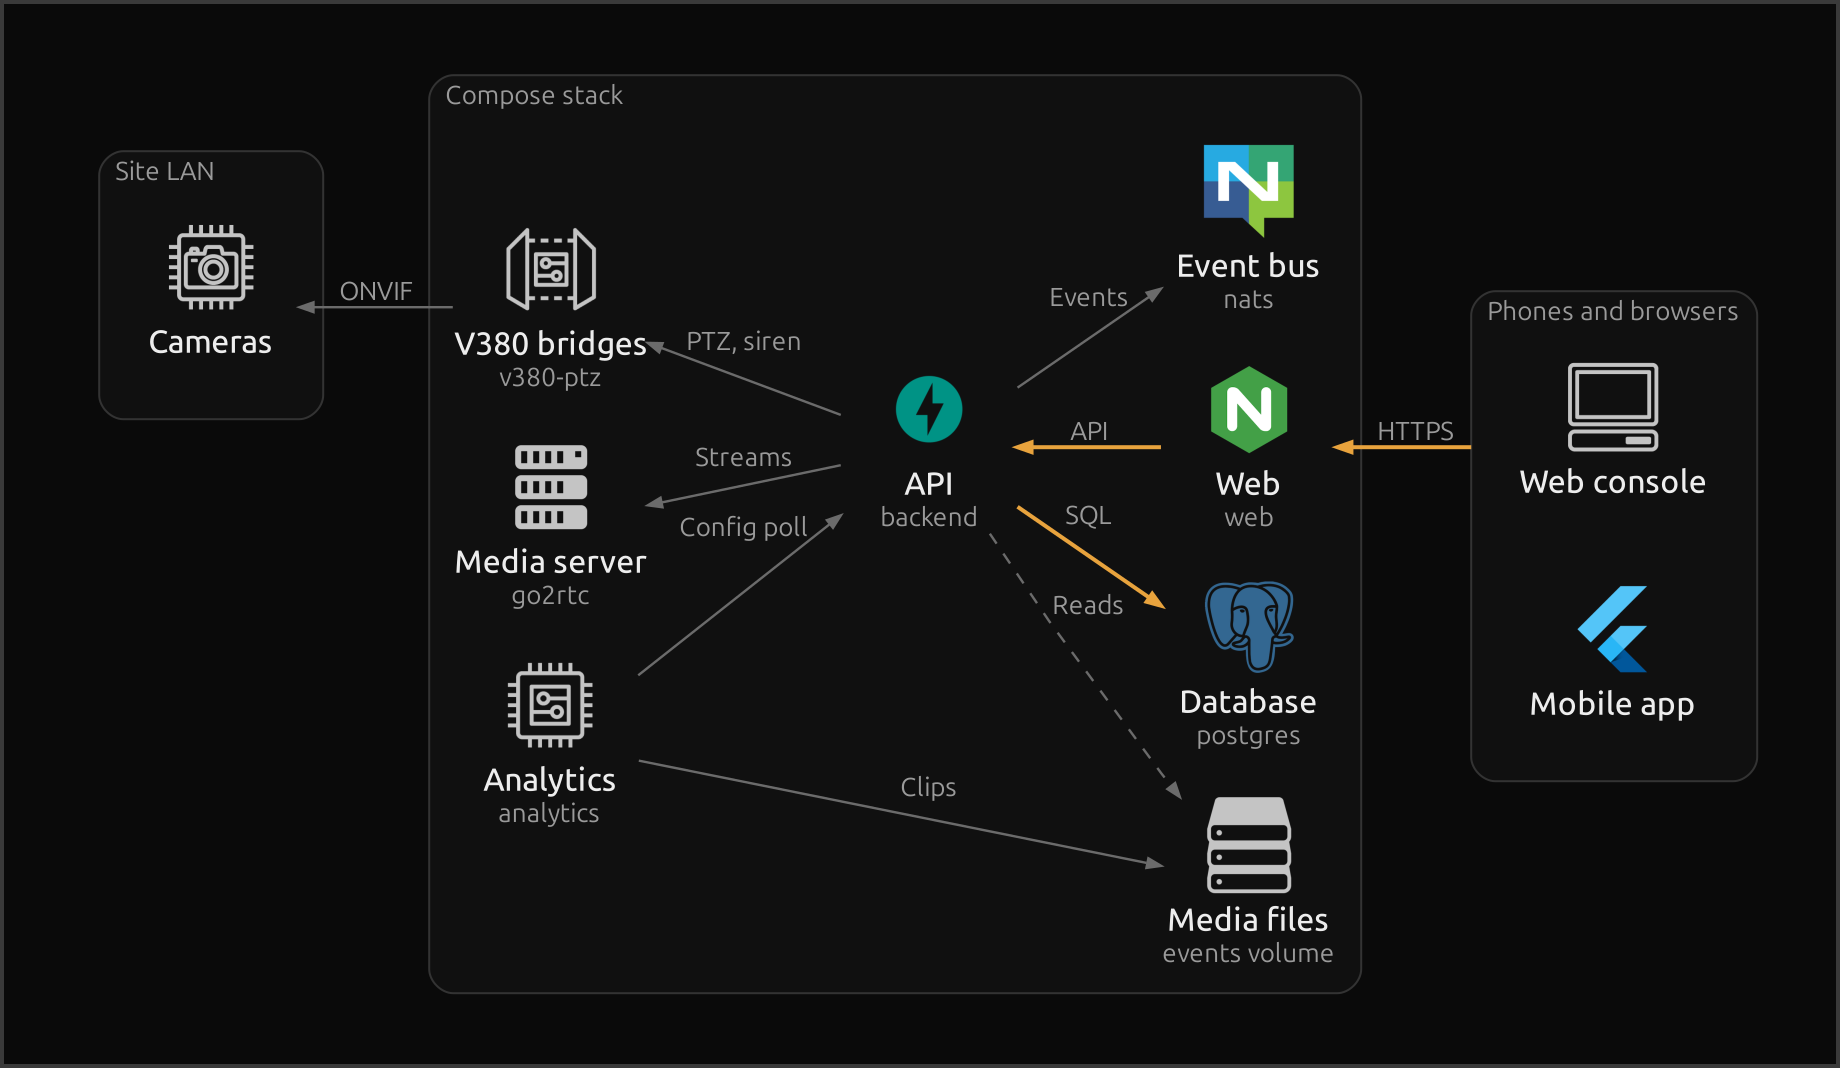 Compose stack
Site LAN
Cameras
ONVIF
V380 bridges
v380-ptz
PTZ, siren
Streams
Media server
go2rtc
Config poll
Analytics
analytics
Clips
API
backend
Events
Event bus
nats
API
Web
web
SQL
Reads
Database
postgres
Media files
events volume
HTTPS
Phones and browsers
Web console
Mobile app